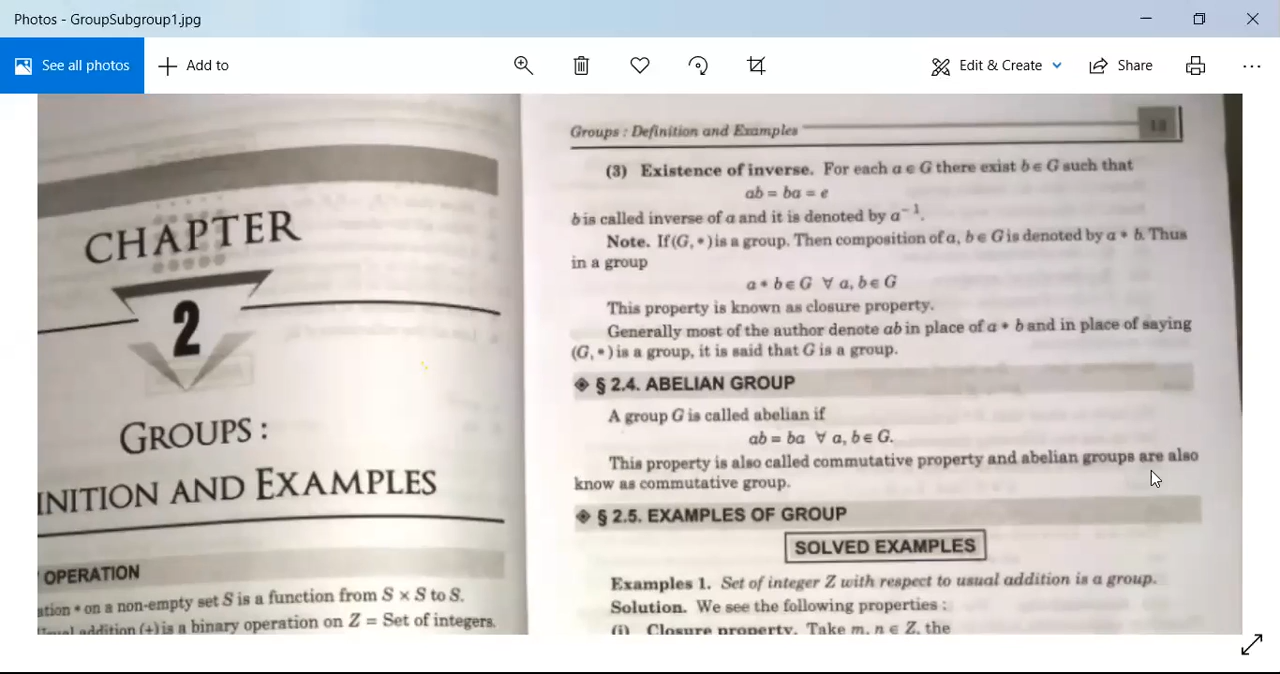 Photos - GroupSubgroup1.jpg
See all photos
Add to
Edit & Create
Share
CHAPTER
2
GROUPS :
INITION AND EXAMPLES
OPERATION
ation * on a non-empty set S is a function from S × S to S.
addition (+) is a binary operation on Z = Set of integers.
Groups : Definition and Examples
(3) Existence of inverse. For each a ∈ G there exist b ∈ G such that
ab = ba = e
b is called inverse of a and it is denoted by a⁻¹.
Note. If (G, *) is a group. Then composition of a, b ∈ G is denoted by a * b. Thus
in a group
a * b ∈ G ∀ a, b ∈ G
This property is known as closure property.
Generally most of the author denote ab in place of a * b and in place of saying
(G, *) is a group, it is said that G is a group.
§ 2.4. ABELIAN GROUP
A group G is called abelian if
ab = ba ∀ a, b ∈ G.
This property is also called commutative property and abelian groups are also
know as commutative group.
§ 2.5. EXAMPLES OF GROUP
SOLVED EXAMPLES
Examples 1. Set of integer Z with respect to usual addition is a group.
Solution. We see the following properties :
(i) Closure property. Take m, n ∈ Z, the